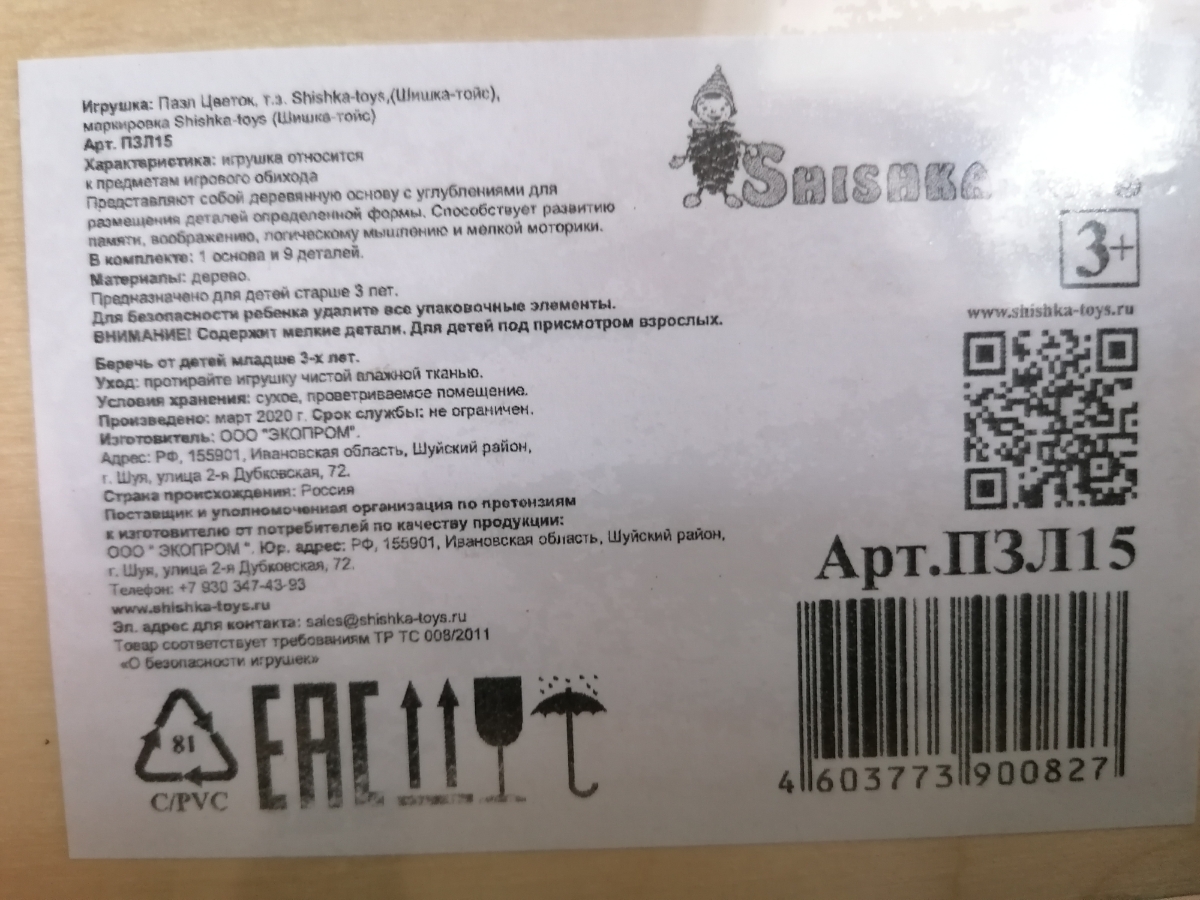 Игрушка: Пазл Цветок, т.з. Shishka-toys,(Шишка-тойс),
маркировка Shishka-toys (Шишка-тойс)
Арт. ПЗЛ15
Характеристика: игрушка относится
к предметам игрового обихода
Представляют собой деревянную основу с углублениями для
размещения деталей определенной формы. Способствует развитию
памяти, воображению, логическому мышлению и мелкой моторики.
В комплекте: 1 основа и 9 деталей.
Материалы: дерево.
Предназначено для детей старше 3 лет.
Для безопасности ребенка удалите все упаковочные элементы.
ВНИМАНИЕ! Содержит мелкие детали. Для детей под присмотром взрослых.
Беречь от детей младше 3-х лет.
Уход: протирайте игрушку чистой влажной тканью.
Условия хранения: сухое, проветриваемое помещение.
Произведено: март 2020 г. Срок службы: не ограничен.
Изготовитель: ООО "ЭКОПРОМ".
Адрес: РФ, 155901, Ивановская область, Шуйский район,
г. Шуя, улица 2-я Дубковская, 72.
Страна происхождения: Россия
Поставщик и уполномоченная организация по претензиям
к изготовителю от потребителей по качеству продукции:
ООО " ЭКОПРОМ ". Юр. адрес: РФ, 155901, Ивановская область, Шуйский район,
г. Шуя, улица 2-я Дубковская, 72.
Телефон: +7 930 347-43-93
www.shishka-toys.ru
Эл. адрес для контакта: sales@shishka-toys.ru
Товар соответствует требованиям ТР ТС 008/2011
«О безопасности игрушек»
81
C/PVC
EAC
SHISHKA
3+
www.shishka-toys.ru
Арт.ПЗЛ15
4 603773 900827